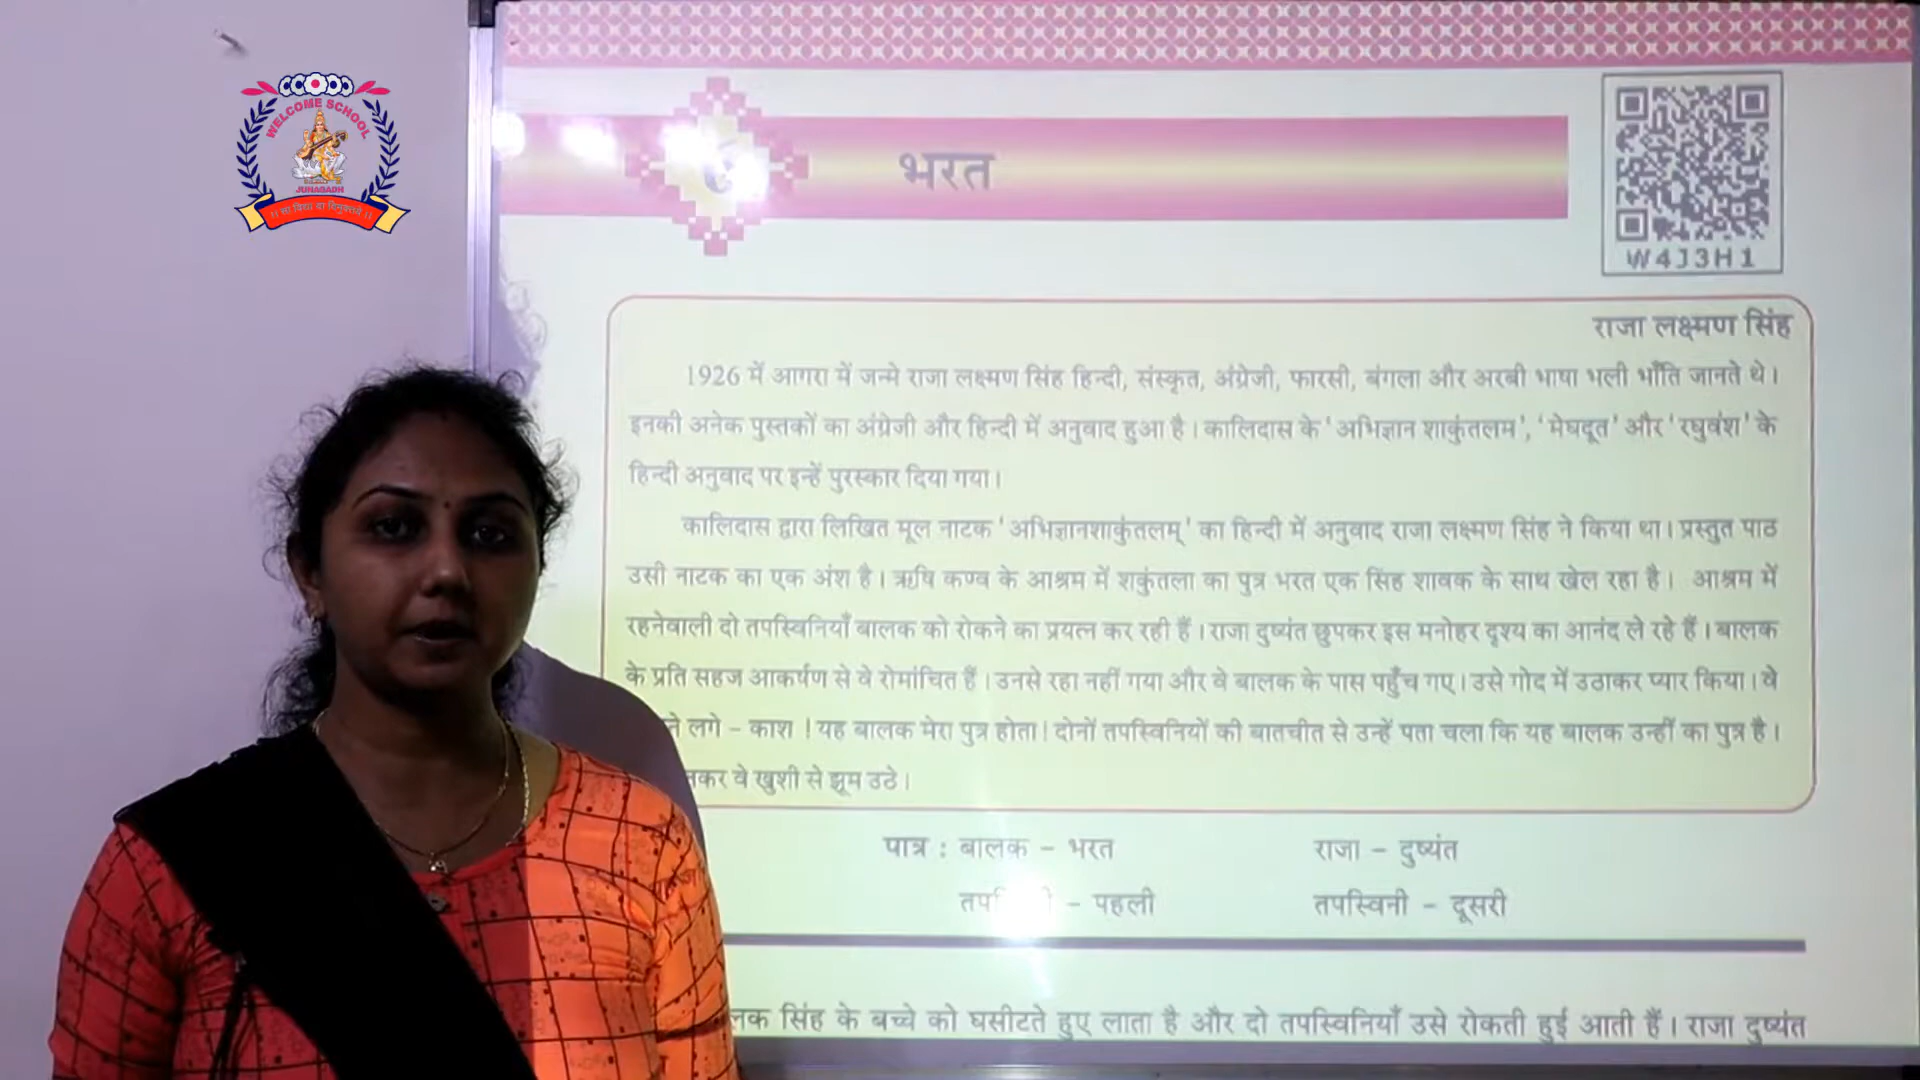 WELCOME SCHOOL
JUNAGADH
।। सा विद्या या विमुक्तये ।।
भरत
W4J3H1
राजा लक्ष्मण सिंह
1926 में आगरा में जन्मे राजा लक्ष्मण सिंह हिन्दी, संस्कृत, अंग्रेजी, फारसी, बंगला और अरबी भाषा भली भाँति जानते थे।
इनकी अनेक पुस्तकों का अंग्रेजी और हिन्दी में अनुवाद हुआ है। कालिदास के 'अभिज्ञान शाकुंतलम', 'मेघदूत' और 'रघुवंश' के
हिन्दी अनुवाद पर इन्हें पुरस्कार दिया गया।
कालिदास द्वारा लिखित मूल नाटक 'अभिज्ञानशाकुंतलम्' का हिन्दी में अनुवाद राजा लक्ष्मण सिंह ने किया था। प्रस्तुत पाठ
उसी नाटक का एक अंश है। ऋषि कण्व के आश्रम में शकुंतला का पुत्र भरत एक सिंह शावक के साथ खेल रहा है। आश्रम में
रहनेवाली दो तपस्विनियाँ बालक को रोकने का प्रयत्न कर रही हैं। राजा दुष्यंत छुपकर इस मनोहर दृश्य का आनंद ले रहे हैं। बालक
के प्रति सहज आकर्षण से वे रोमांचित हैं। उनसे रहा नहीं गया और वे बालक के पास पहुँच गए। उसे गोद में उठाकर प्यार किया। वे
लगे - काश ! यह बालक मेरा पुत्र होता! दोनों तपस्विनियों की बातचीत से उन्हें पता चला कि यह बालक उन्हीं का पुत्र है।
वे खुशी से झूम उठे।
पात्र : बालक - भरत राजा - दुष्यंत
- पहली तपस्विनी - दूसरी
सिंह के बच्चे को घसीटते हुए लाता है और दो तपस्विनियाँ उसे रोकती हुई आती हैं। राजा दुष्यंत